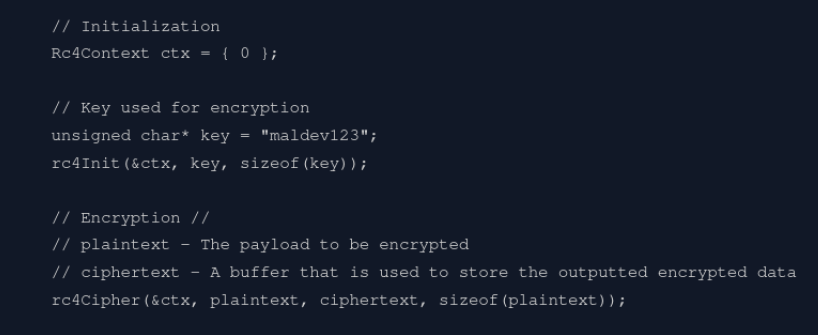 // Initialization
Rc4Context ctx = { 0 };
// Key used for encryption
unsigned char* key = "maldev123";
rc4Init(&ctx, key, sizeof(key));
// Encryption //
// plaintext - The payload to be encrypted
// ciphertext - A buffer that is used to store the outputted encrypted data
rc4Cipher(&ctx, plaintext, ciphertext, sizeof(plaintext));